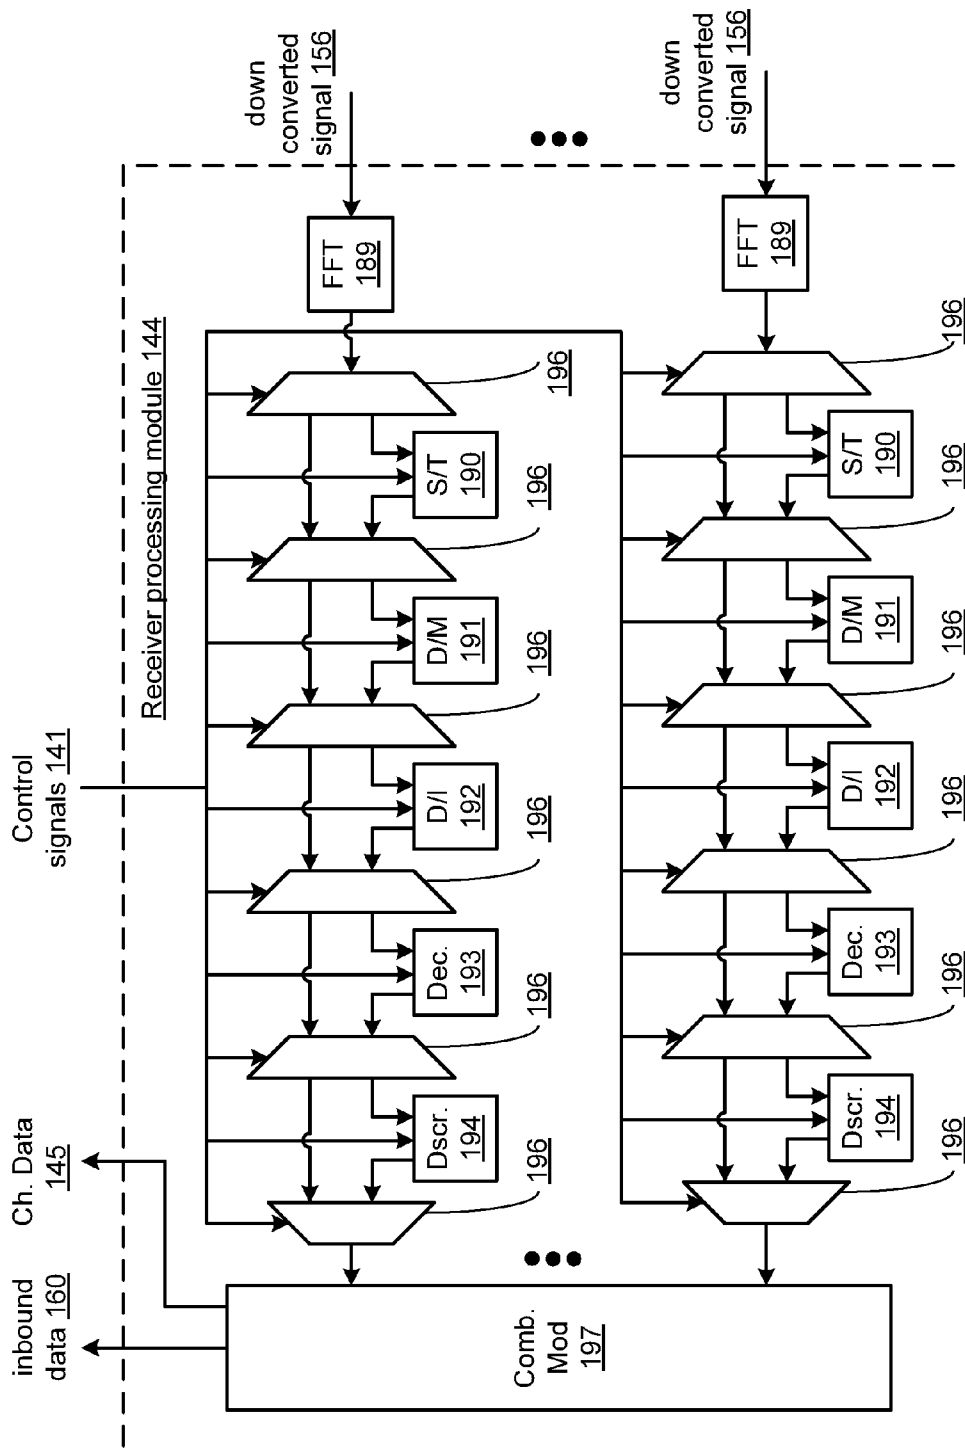 Control
signals 141
Ch. Data
145
inbound
data 160
Receiver processing module 144
down
converted
signal 156
FFT
189
196
S/T
190
196
D/M
191
196
D/I
192
196
Dec.
193
196
Dscr.
194
196
down
converted
signal 156
FFT
189
196
S/T
190
196
D/M
191
196
D/I
192
196
Dec.
193
196
Dscr.
194
196
Comb.
Mod
197